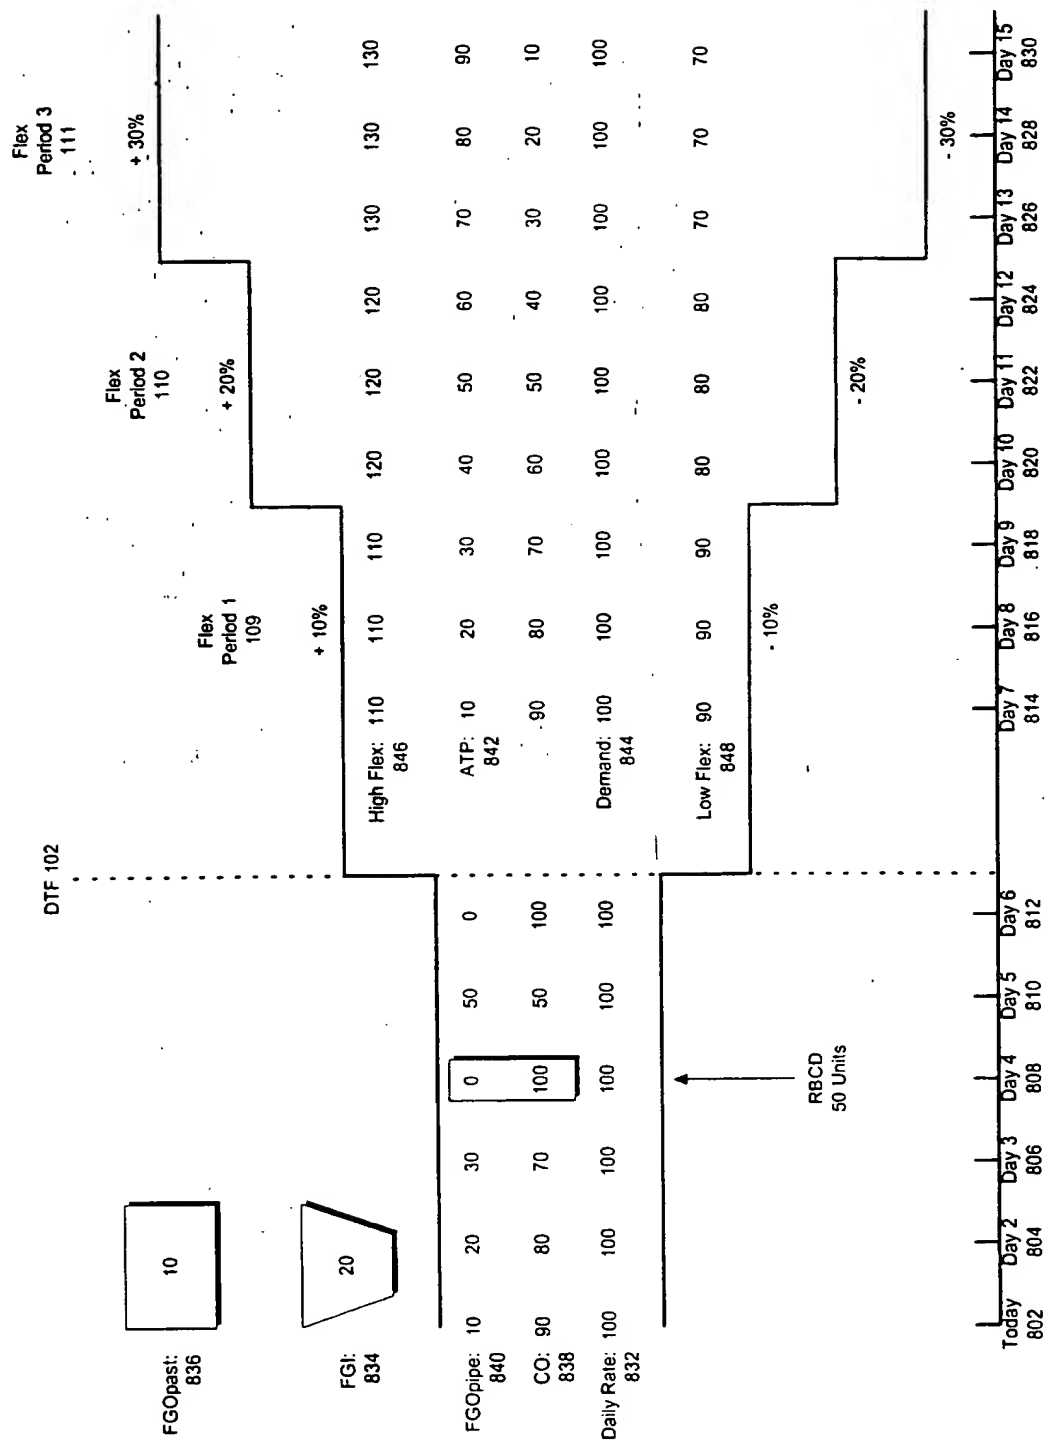 DTF 102
Flex
Period 3
111
+ 30%
Flex
Period 2
110
+ 20%
Flex
Period 1
109
+ 10%
FGOpast:
836
10
FGI:
834
20
High Flex: 110 110 110 120 120 120 130 130 130
846
FGOpipe: 10 20 30 0 50 0
840
ATP: 10 20 30 40 50 60 70 80 90
842
CO: 90 80 70 100 50 100 90 80 70 60 50 40 30 20 10
838
Daily Rate: 100 100 100 100 100 100
832
Demand: 100 100 100 100 100 100 100 100 100
844
Low Flex: 90 90 90 80 80 80 70 70 70
848
- 10%
- 20%
- 30%
RBCD
50 Units
Today Day 2 Day 3 Day 4 Day 5 Day 6 Day 7 Day 8 Day 9 Day 10 Day 11 Day 12 Day 13 Day 14 Day 15
802 804 806 808 810 812 814 816 818 820 822 824 826 828 830